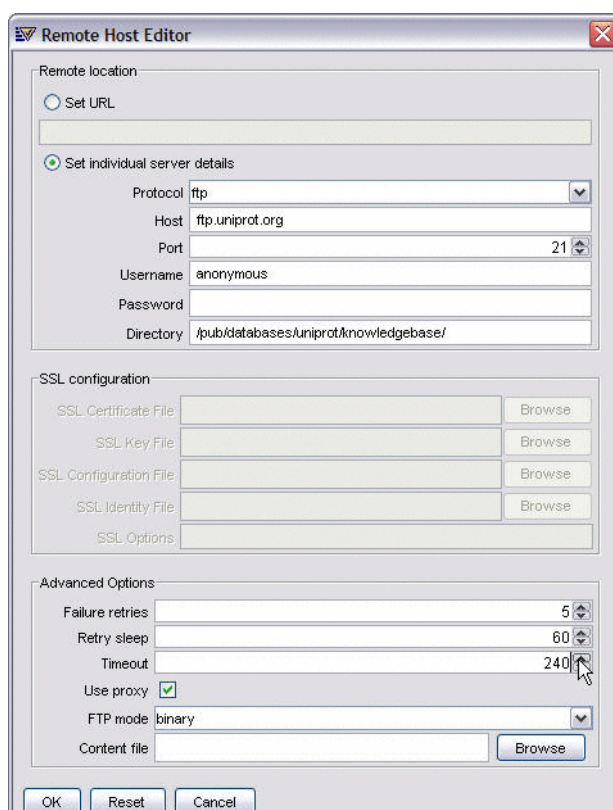 Remote Host Editor
Remote location
Set URL
Set individual server details
Protocol ftp
Host ftp.uniprot.org
Port 21
Username anonymous
Password
Directory /pub/databases/uniprot/knowledgebase/
SSL configuration
SSL Certificate File Browse
SSL Key File Browse
SSL Configuration File Browse
SSL Identity File Browse
SSL Options
Advanced Options
Failure retries 5
Retry sleep 60
Timeout 240
Use proxy
FTP mode binary
Content file Browse
OK Reset Cancel